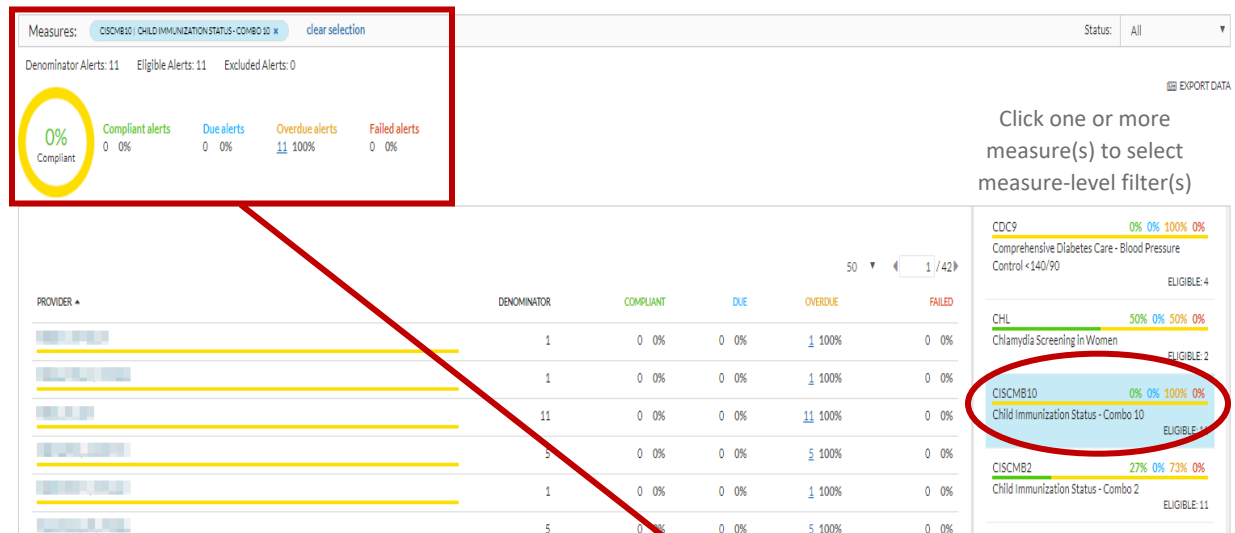 Measures: CISCMB10 | CHILD IMMUNIZATION STATUS - COMBO 10 × clear selection Status: All
Denominator Alerts: 11 Eligible Alerts: 11 Excluded Alerts: 0
EXPORT DATA
0%
Compliant
Compliant alerts Due alerts Overdue alerts Failed alerts
0 0% 0 0% 11 100% 0 0%
Click one or more
measure(s) to select
measure-level filter(s)
50 1 / 42
PROVIDER DENOMINATOR COMPLIANT DUE OVERDUE FAILED
1 0 0% 0 0% 1 100% 0 0%
1 0 0% 0 0% 1 100% 0 0%
11 0 0% 0 0% 11 100% 0 0%
5 0 0% 0 0% 5 100% 0 0%
1 0 0% 0 0% 1 100% 0 0%
5 0 0% 0 0% 5 100% 0 0%
CDC9 0% 0% 100% 0%
Comprehensive Diabetes Care - Blood Pressure
Control <140/90
ELIGIBLE: 4
CHL 50% 0% 50% 0%
Chlamydia Screening in Women
ELIGIBLE: 2
CISCMB10 0% 0% 100% 0%
Child Immunization Status - Combo 10
ELIGIBLE:
CISCMB2 27% 0% 73% 0%
Child Immunization Status - Combo 2
ELIGIBLE: 11